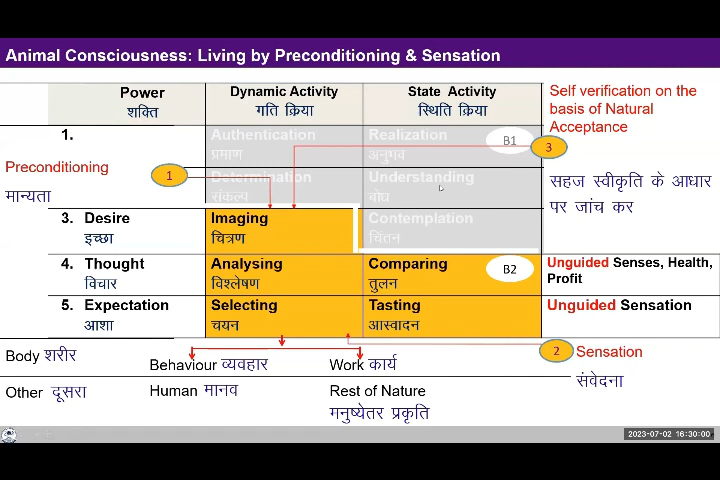 Animal Consciousness: Living by Preconditioning & Sensation
Power
शक्ति
Dynamic Activity
गति क्रिया
State Activity
स्थिति क्रिया
Self verification on the
basis of Natural
Acceptance
सहज स्वीकृति के आधार
पर जांच कर
1.
Authentication
प्रमाण
Realization
अनुभव
B1
3
Preconditioning
मान्यता
1
Determination
संकल्प
Understanding
बोध
3. Desire
इच्छा
Imaging
चित्रण
Contemplation
चिंतन
4. Thought
विचार
Analysing
विश्लेषण
Comparing
तुलन
B2
Unguided Senses, Health,
Profit
5. Expectation
आशा
Selecting
चयन
Tasting
आस्वादन
Unguided Sensation
Body शरीर
Behaviour व्यवहार
Work कार्य
2
Sensation
संवेदना
Other दूसरा
Human मानव
Rest of Nature
मनुष्येतर प्रकृति
2023-07-02 16:30:00